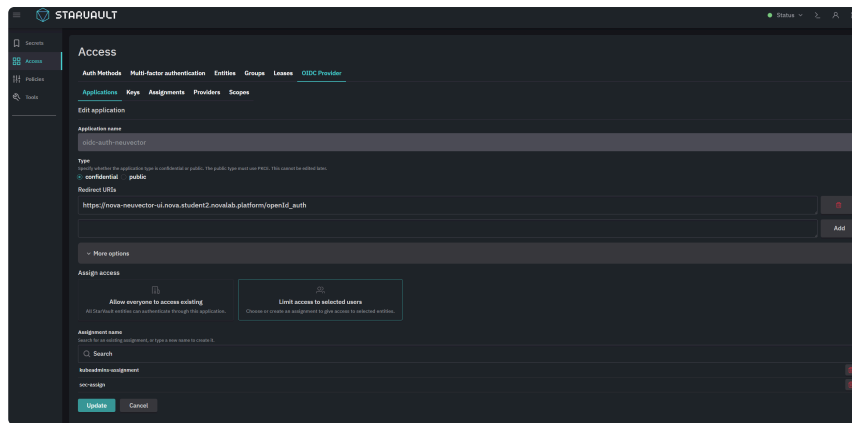 STARVAULT
Status
Secrets
Access
Policies
Tools
Access
Auth Methods Multi-factor authentication Entities Groups Leases OIDC Provider
Applications Keys Assignments Providers Scopes
Edit application
Application name
oidc-auth-neuvector
Type
Specify whether the application type is confidential or public. The public type must use PKCE. This cannot be edited later.
confidential public
Redirect URIs
https://nova-neuvector-ui.nova.student2.novalab.platform/openId_auth
Add
More options
Assign access
Allow everyone to access existing
All StarVault entities can authenticate through this application.
Limit access to selected users
Choose or create an assignment to give access to selected entities.
Assignment name
Search for an existing assignment, or type a new name to create it.
Search
kubeadmins-assignment
sec-assign
Update Cancel